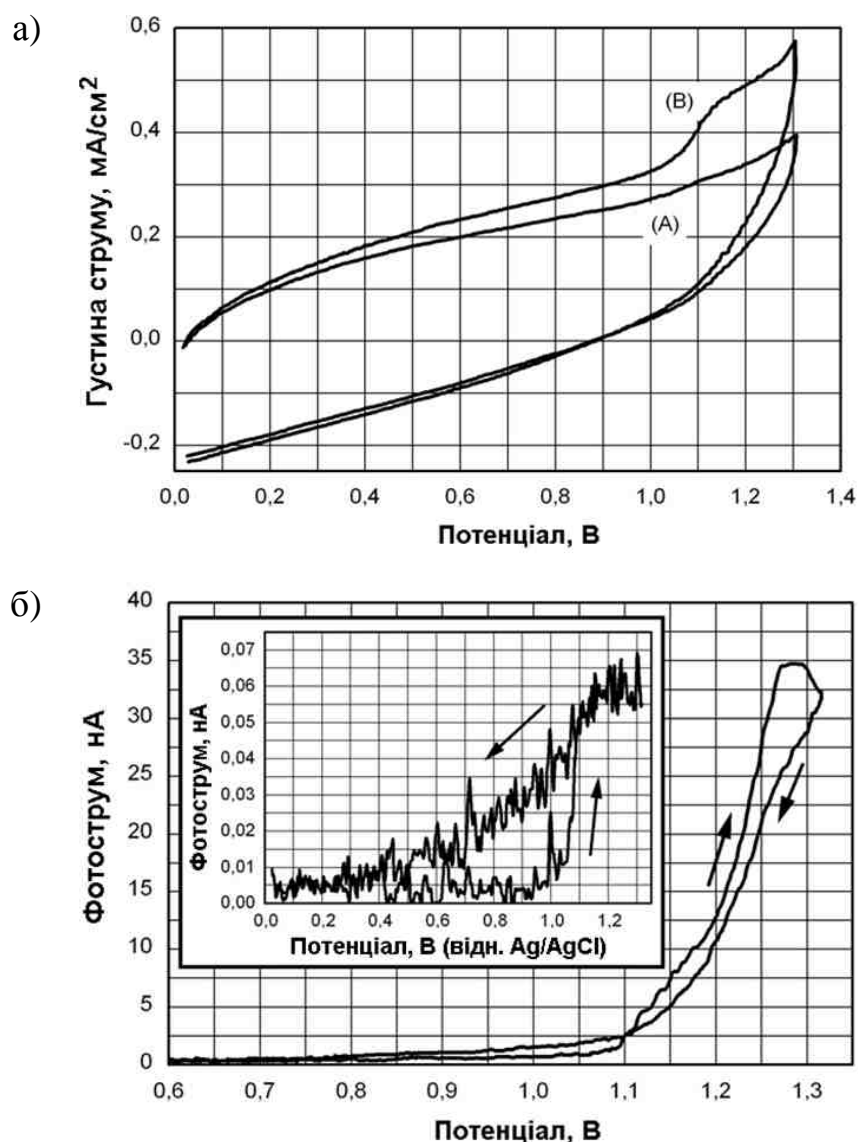 а)
0,6
0,4
0,2
0,0
-0,2
Густина струму, мА/см²
(B)
(A)
0,0 0,2 0,4 0,6 0,8 1,0 1,2 1,4
Потенціал, В
б)
40
35
30
25
20
15
10
5
0
Фотострум, нА
0,07
0,06
0,05
0,03
0,02
0,01
0,00
Фотострум, нА
0,0 0,2 0,4 0,6 0,8 1,0 1,2
Потенціал, В (відн. Ag/AgCl)
0,6 0,7 0,8 0,9 1,0 1,1 1,2 1,3
Потенціал, В